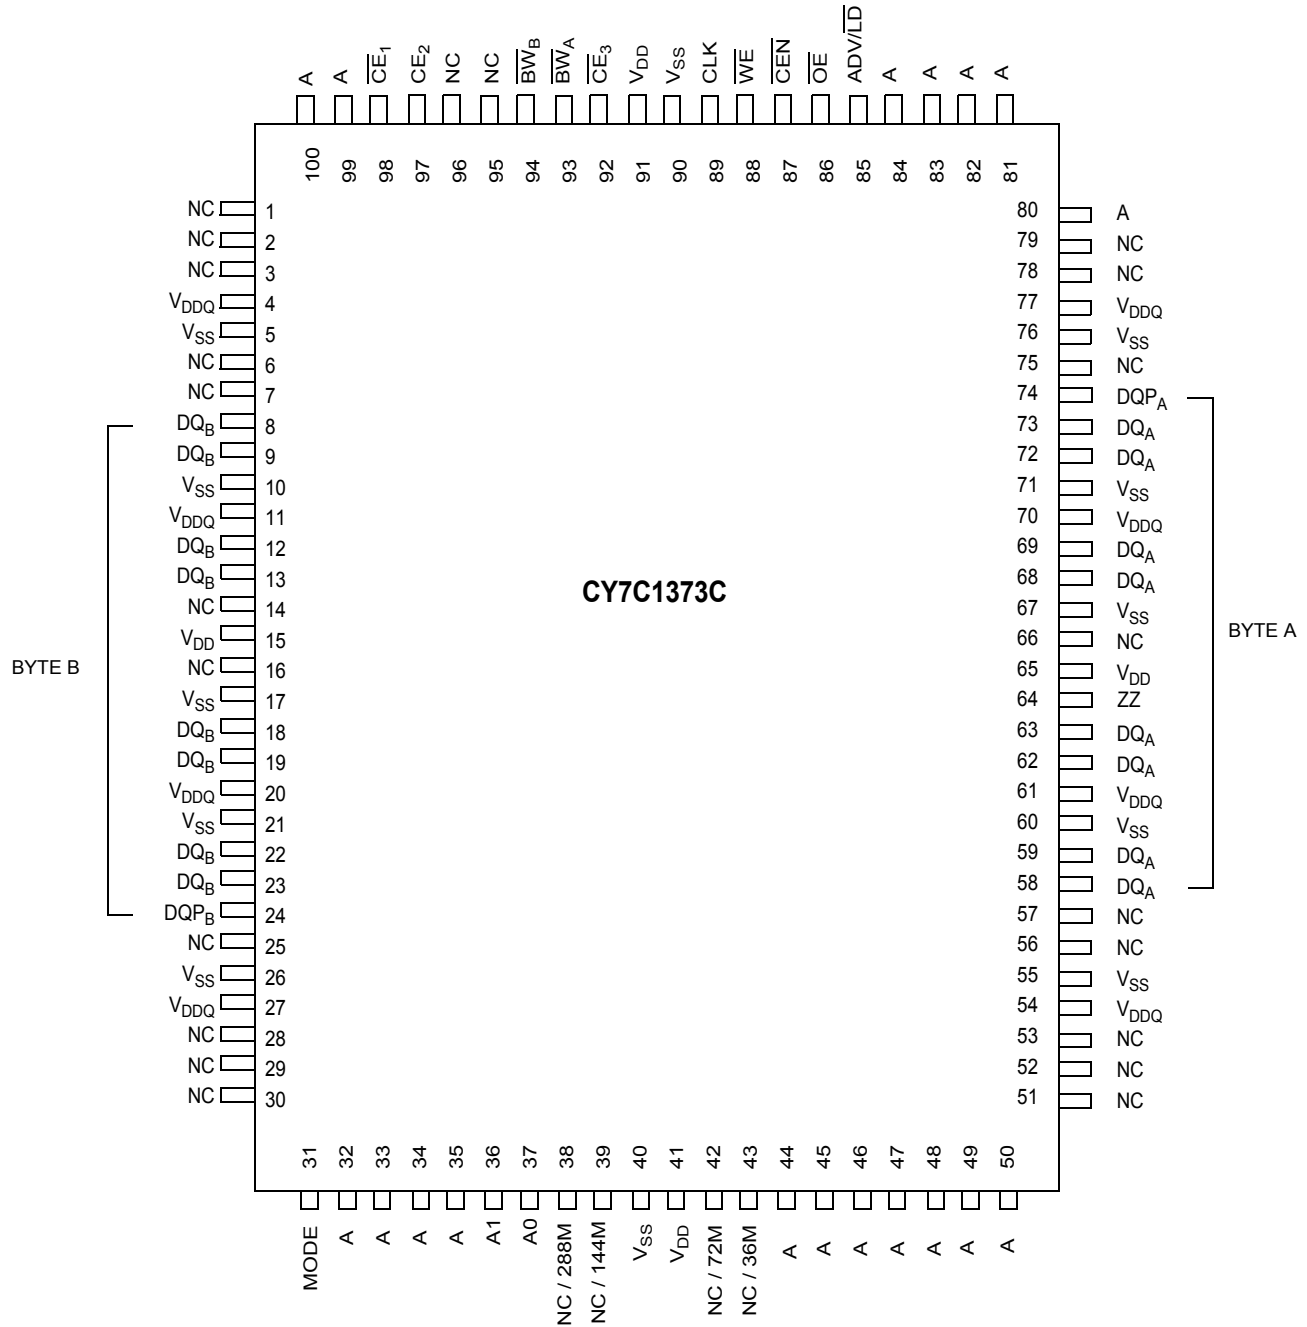 A
A
CE1
CE2
NC
NC
BWB
BWA
CE3
VDD
VSS
CLK
WE
CEN
OE
ADV/LD
A
A
A
A
100
99
98
97
96
95
94
93
92
91
90
89
88
87
86
85
84
83
82
81
NC 1
NC 2
NC 3
VDDQ 4
VSS 5
NC 6
NC 7
DQB 8
DQB 9
VSS 10
VDDQ 11
DQB 12
DQB 13
NC 14
VDD 15
NC 16
VSS 17
DQB 18
DQB 19
VDDQ 20
VSS 21
DQB 22
DQB 23
DQPB 24
NC 25
VSS 26
VDDQ 27
NC 28
NC 29
NC 30
BYTE B
CY7C1373C
80 A
79 NC
78 NC
77 VDDQ
76 VSS
75 NC
74 DQPA
73 DQA
72 DQA
71 VSS
70 VDDQ
69 DQA
68 DQA
67 VSS
66 NC
65 VDD
64 ZZ
63 DQA
62 DQA
61 VDDQ
60 VSS
59 DQA
58 DQA
57 NC
56 NC
55 VSS
54 VDDQ
53 NC
52 NC
51 NC
BYTE A
31
32
33
34
35
36
37
38
39
40
41
42
43
44
45
46
47
48
49
50
MODE
A
A
A
A
A1
A0
NC / 288M
NC / 144M
VSS
VDD
NC / 72M
NC / 36M
A
A
A
A
A
A
A